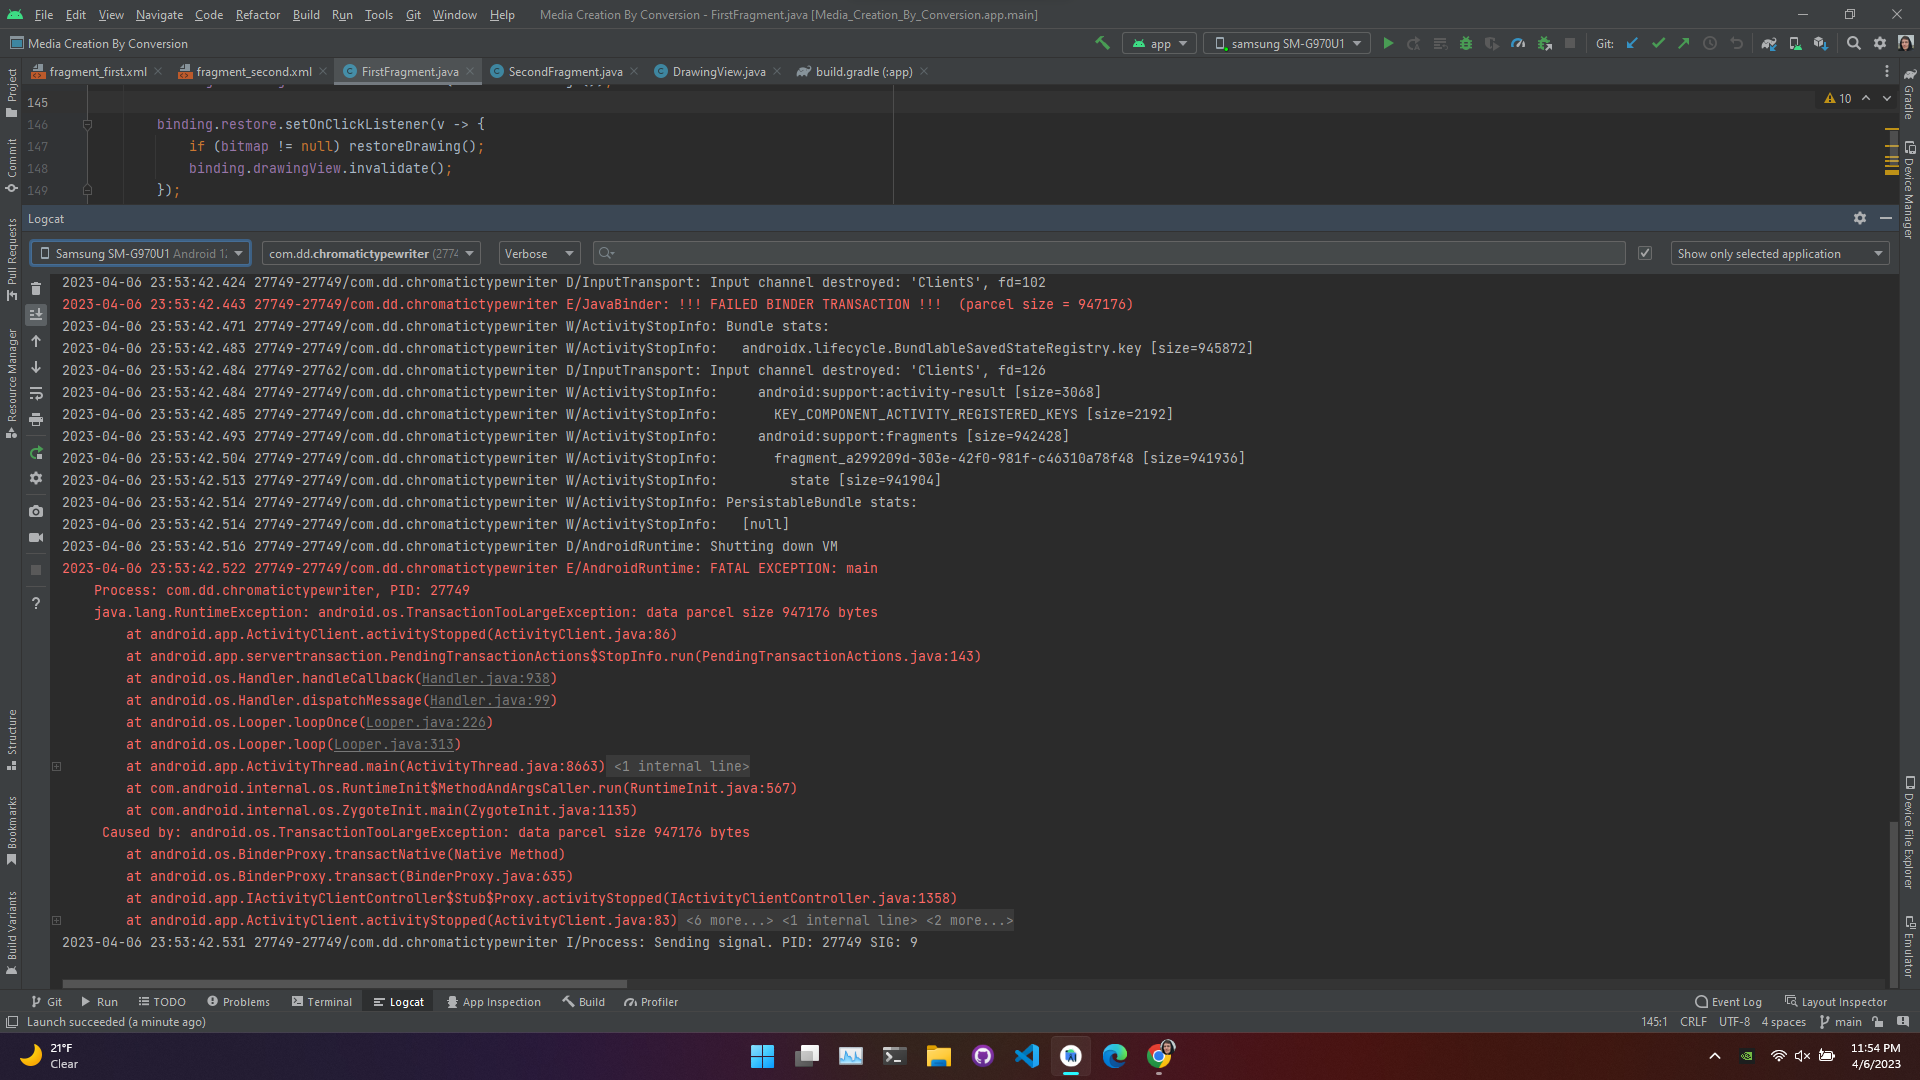 File Edit View Navigate Code Refactor Build Run Tools Git Window Help Media Creation By Conversion - FirstFragment.java [Media_Creation_By_Conversion.app.main]
Media Creation By Conversion app samsung SM-G970U1 Git:
fragment_first.xml fragment_second.xml FirstFragment.java SecondFragment.java DrawingView.java build.gradle (:app)
145
146 binding.restore.setOnClickListener(v -> {
147 if (bitmap != null) restoreDrawing();
148 binding.drawingView.invalidate();
149 });
10
Project
Commit
Pull Requests
Resource Manager
Structure
Bookmarks
Build Variants
Gradle
Device Manager
Device File Explorer
Emulator
Logcat
Samsung SM-G970U1 Android 1 com.dd.chromatictypewriter (2774 Verbose Show only selected application
2023-04-06 23:53:42.424 27749-27749/com.dd.chromatictypewriter D/InputTransport: Input channel destroyed: 'ClientS', fd=102
2023-04-06 23:53:42.443 27749-27749/com.dd.chromatictypewriter E/JavaBinder: !!! FAILED BINDER TRANSACTION !!!  (parcel size = 947176)
2023-04-06 23:53:42.471 27749-27749/com.dd.chromatictypewriter W/ActivityStopInfo: Bundle stats:
2023-04-06 23:53:42.483 27749-27749/com.dd.chromatictypewriter W/ActivityStopInfo:   androidx.lifecycle.BundlableSavedStateRegistry.key [size=945872]
2023-04-06 23:53:42.484 27749-27762/com.dd.chromatictypewriter D/InputTransport: Input channel destroyed: 'ClientS', fd=126
2023-04-06 23:53:42.484 27749-27749/com.dd.chromatictypewriter W/ActivityStopInfo:     android:support:activity-result [size=3068]
2023-04-06 23:53:42.485 27749-27749/com.dd.chromatictypewriter W/ActivityStopInfo:       KEY_COMPONENT_ACTIVITY_REGISTERED_KEYS [size=2192]
2023-04-06 23:53:42.493 27749-27749/com.dd.chromatictypewriter W/ActivityStopInfo:     android:support:fragments [size=942428]
2023-04-06 23:53:42.504 27749-27749/com.dd.chromatictypewriter W/ActivityStopInfo:       fragment_a299209d-303e-42f0-981f-c46310a78f48 [size=941936]
2023-04-06 23:53:42.513 27749-27749/com.dd.chromatictypewriter W/ActivityStopInfo:         state [size=941904]
2023-04-06 23:53:42.514 27749-27749/com.dd.chromatictypewriter W/ActivityStopInfo: PersistableBundle stats:
2023-04-06 23:53:42.514 27749-27749/com.dd.chromatictypewriter W/ActivityStopInfo:   [null]
2023-04-06 23:53:42.516 27749-27749/com.dd.chromatictypewriter D/AndroidRuntime: Shutting down VM
2023-04-06 23:53:42.522 27749-27749/com.dd.chromatictypewriter E/AndroidRuntime: FATAL EXCEPTION: main
Process: com.dd.chromatictypewriter, PID: 27749
java.lang.RuntimeException: android.os.TransactionTooLargeException: data parcel size 947176 bytes
at android.app.ActivityClient.activityStopped(ActivityClient.java:86)
at android.app.servertransaction.PendingTransactionActions$StopInfo.run(PendingTransactionActions.java:143)
at android.os.Handler.handleCallback(Handler.java:938)
at android.os.Handler.dispatchMessage(Handler.java:99)
at android.os.Looper.loopOnce(Looper.java:226)
at android.os.Looper.loop(Looper.java:313)
at android.app.ActivityThread.main(ActivityThread.java:8663) <1 internal line>
at com.android.internal.os.RuntimeInit$MethodAndArgsCaller.run(RuntimeInit.java:567)
at com.android.internal.os.ZygoteInit.main(ZygoteInit.java:1135)
Caused by: android.os.TransactionTooLargeException: data parcel size 947176 bytes
at android.os.BinderProxy.transactNative(Native Method)
at android.os.BinderProxy.transact(BinderProxy.java:635)
at android.app.IActivityClientController$Stub$Proxy.activityStopped(IActivityClientController.java:1358)
at android.app.ActivityClient.activityStopped(ActivityClient.java:83) <6 more...> <1 internal line> <2 more...>
2023-04-06 23:53:42.531 27749-27749/com.dd.chromatictypewriter I/Process: Sending signal. PID: 27749 SIG: 9
Git Run TODO Problems Terminal Logcat App Inspection Build Profiler Event Log Layout Inspector
Launch succeeded (a minute ago) 145:1 CRLF UTF-8 4 spaces main
21°F
Clear
11:54 PM
4/6/2023